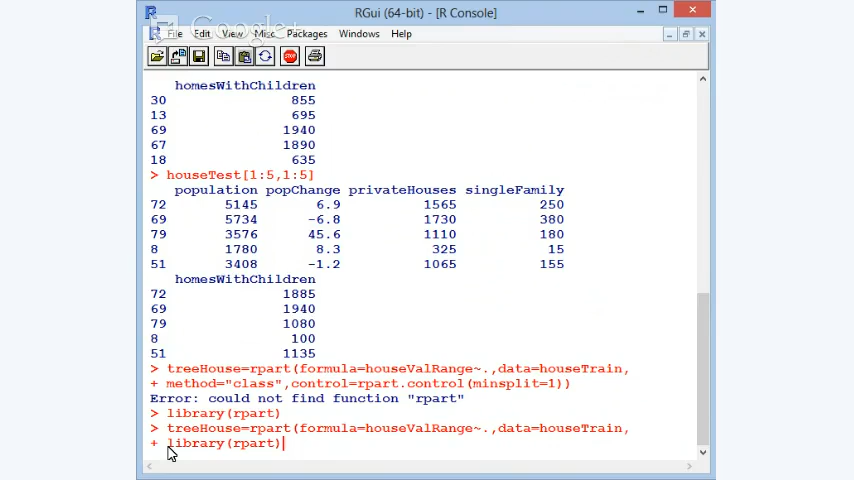 RGui (64-bit) - [R Console]
Google+
File Edit View Misc Packages Windows Help
homesWithChildren
30 855
13 695
69 1940
67 1890
18 635
> houseTest[1:5,1:5]
population popChange privateHouses singleFamily
72 5145 6.9 1565 250
69 5734 -6.8 1730 380
79 3576 45.6 1110 180
8 1780 8.3 325 15
51 3408 -1.2 1065 155
homesWithChildren
72 1885
69 1940
79 1080
8 100
51 1135
> treeHouse=rpart(formula=houseValRange~.,data=houseTrain,
+ method="class",control=rpart.control(minsplit=1))
Error: could not find function "rpart"
> library(rpart)
> treeHouse=rpart(formula=houseValRange~.,data=houseTrain,
+ library(rpart)